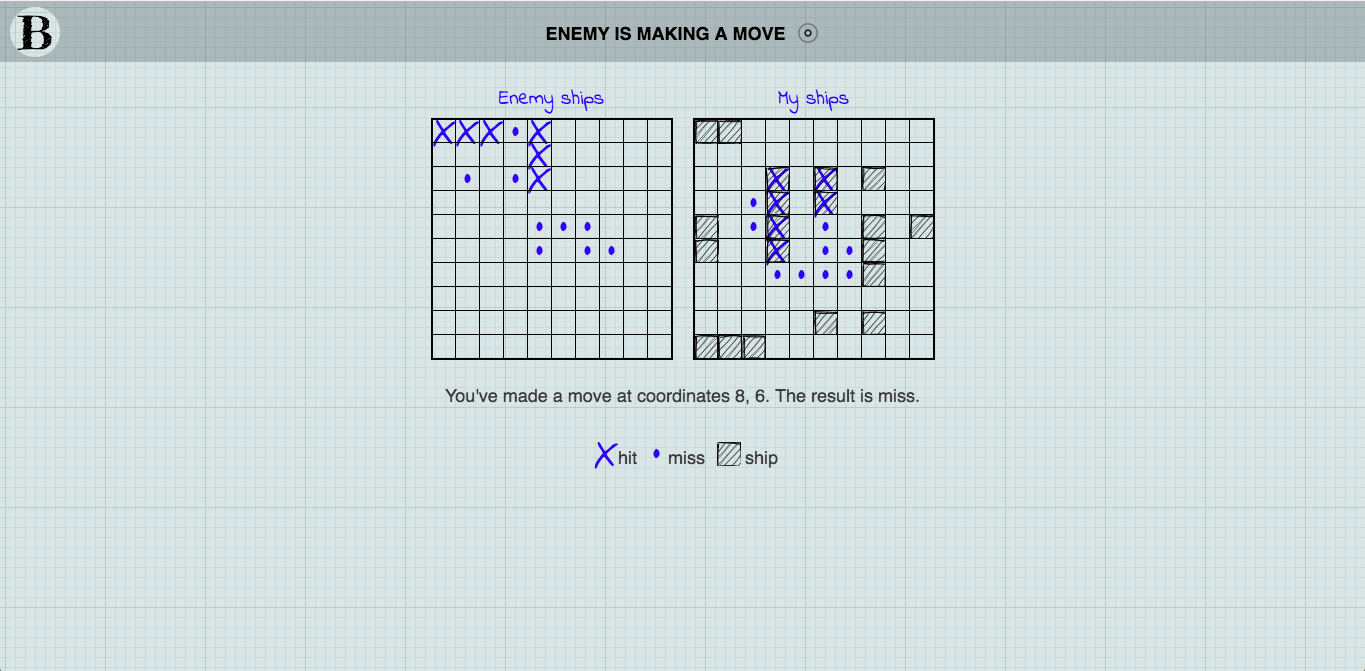 B
ENEMY IS MAKING A MOVE
Enemy ships
My ships
You've made a move at coordinates 8, 6. The result is miss.
hit miss ship